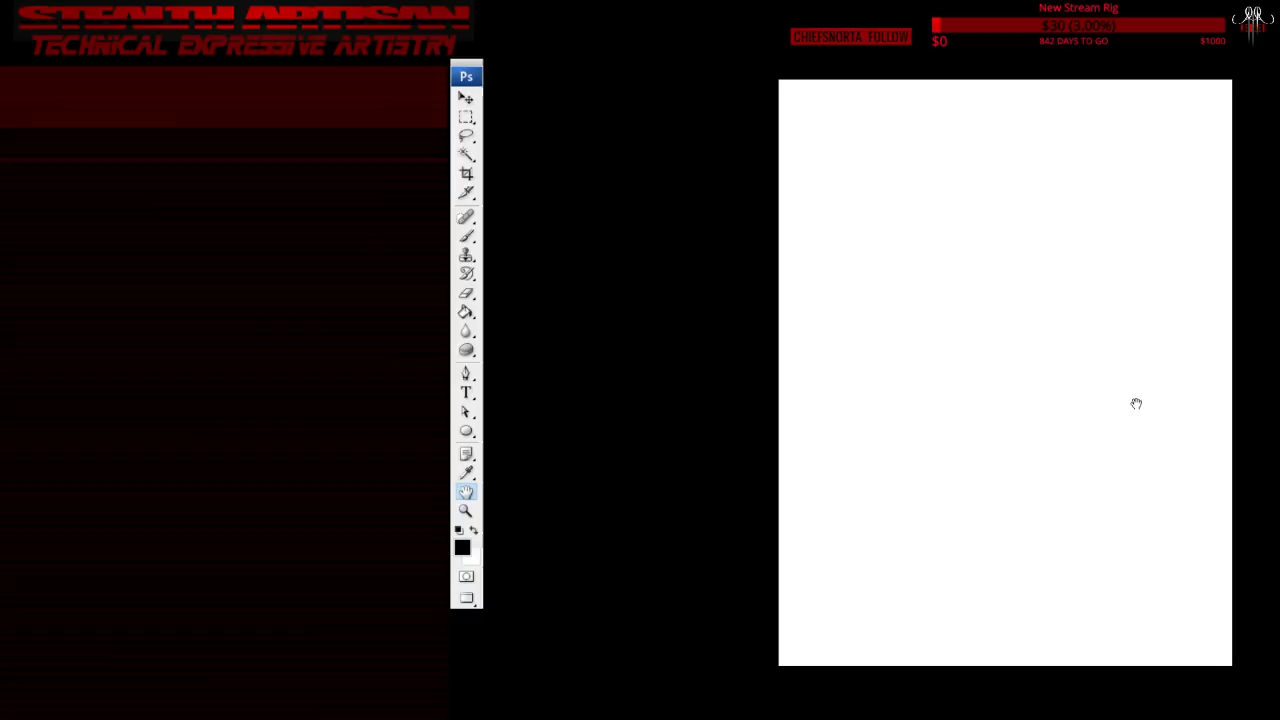 STEALTH ARTISAN
TECHNICAL EXPRESSIVE ARTISTRY
CHIEFSNORTA FOLLOW
New Stream Rig
$30 (3.00%)
$0
842 DAYS TO GO
$1000
Ps
T